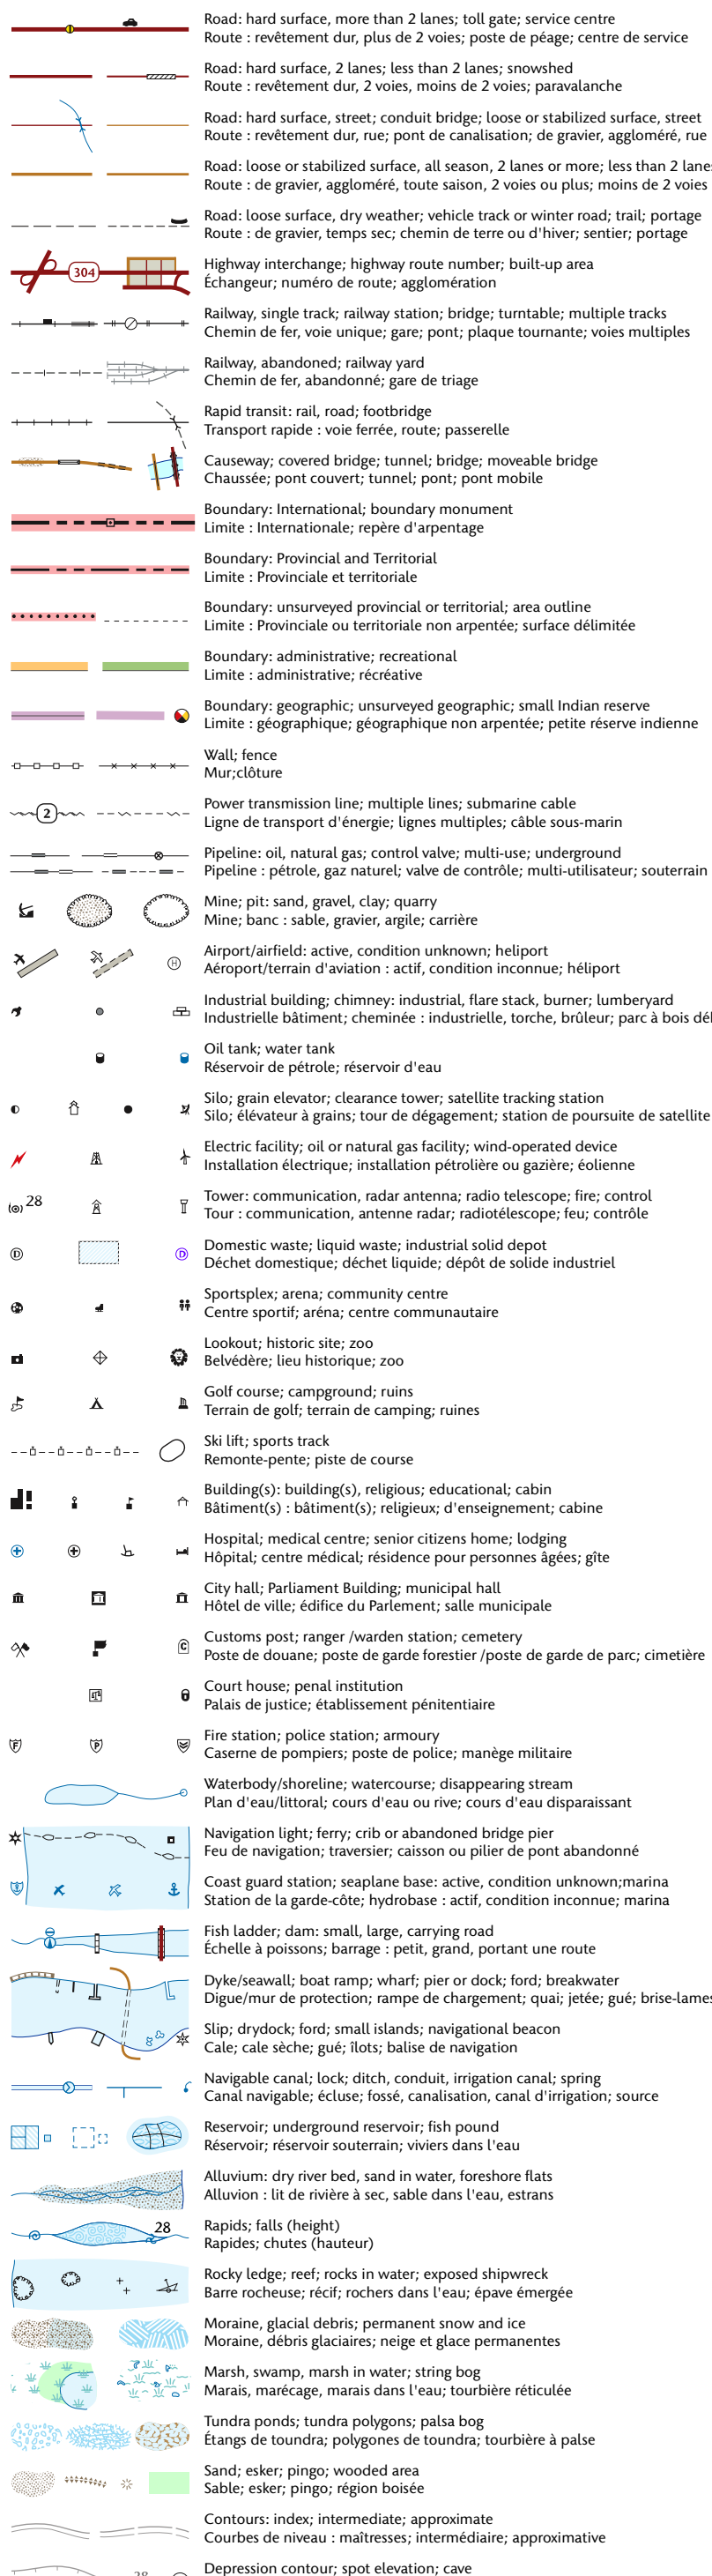 Road: hard surface, more than 2 lanes; toll gate; service centre
Route : revêtement dur, plus de 2 voies; poste de péage; centre de service
Road: hard surface, 2 lanes; less than 2 lanes; snowshed
Route : revêtement dur, 2 voies, moins de 2 voies; paravalanche
Road: hard surface, street; conduit bridge; loose or stabilized surface, street
Route : revêtement dur, rue; pont de canalisation; de gravier, aggloméré, rue
Road: loose or stabilized surface, all season, 2 lanes or more; less than 2 lane
Route : de gravier, aggloméré, toute saison, 2 voies ou plus; moins de 2 voies
Road: loose surface, dry weather; vehicle track or winter road; trail; portage
Route : de gravier, temps sec; chemin de terre ou d'hiver; sentier; portage
304
Highway interchange; highway route number; built-up area
Échangeur; numéro de route; agglomération
Railway, single track; railway station; bridge; turntable; multiple tracks
Chemin de fer, voie unique; gare; pont; plaque tournante; voies multiples
Railway, abandoned; railway yard
Chemin de fer, abandonné; gare de triage
Rapid transit: rail, road; footbridge
Transport rapide : voie ferrée, route; passerelle
Causeway; covered bridge; tunnel; bridge; moveable bridge
Chaussée; pont couvert; tunnel; pont; pont mobile
Boundary: International; boundary monument
Limite : Internationale; repère d'arpentage
Boundary: Provincial and Territorial
Limite : Provinciale et territoriale
Boundary: unsurveyed provincial or territorial; area outline
Limite : Provinciale ou territoriale non arpentée; surface délimitée
Boundary: administrative; recreational
Limite : administrative; récréative
Boundary: geographic; unsurveyed geographic; small Indian reserve
Limite : géographique; géographique non arpentée; petite réserve indienne
Wall; fence
Mur;clôture
2
Power transmission line; multiple lines; submarine cable
Ligne de transport d'énergie; lignes multiples; câble sous-marin
Pipeline: oil, natural gas; control valve; multi-use; underground
Pipeline : pétrole, gaz naturel; valve de contrôle; multi-utilisateur; souterrain
Mine; pit: sand, gravel, clay; quarry
Mine; banc : sable, gravier, argile; carrière
H
Airport/airfield: active, condition unknown; heliport
Aéroport/terrain d'aviation : actif, condition inconnue; héliport
Industrial building; chimney: industrial, flare stack, burner; lumberyard
Industrielle bâtiment; cheminée : industrielle, torche, brûleur; parc à bois dél
Oil tank; water tank
Réservoir de pétrole; réservoir d'eau
Silo; grain elevator; clearance tower; satellite tracking station
Silo; élévateur à grains; tour de dégagement; station de poursuite de satellite
Electric facility; oil or natural gas facility; wind-operated device
Installation électrique; installation pétrolière ou gazière; éolienne
28
Tower: communication, radar antenna; radio telescope; fire; control
Tour : communication, antenne radar; radiotélescope; feu; contrôle
D D
Domestic waste; liquid waste; industrial solid depot
Déchet domestique; déchet liquide; dépôt de solide industriel
Sportsplex; arena; community centre
Centre sportif; aréna; centre communautaire
Lookout; historic site; zoo
Belvédère; lieu historique; zoo
Golf course; campground; ruins
Terrain de golf; terrain de camping; ruines
Ski lift; sports track
Remonte-pente; piste de course
Building(s): building(s), religious; educational; cabin
Bâtiment(s) : bâtiment(s); religieux; d'enseignement; cabine
Hospital; medical centre; senior citizens home; lodging
Hôpital; centre médical; résidence pour personnes âgées; gîte
City hall; Parliament Building; municipal hall
Hôtel de ville; édifice du Parlement; salle municipale
C
Customs post; ranger /warden station; cemetery
Poste de douane; poste de garde forestier /poste de garde de parc; cimetière
Court house; penal institution
Palais de justice; établissement pénitentiaire
F P
Fire station; police station; armoury
Caserne de pompiers; poste de police; manège militaire
Waterbody/shoreline; watercourse; disappearing stream
Plan d'eau/littoral; cours d'eau ou rive; cours d'eau disparaissant
Navigation light; ferry; crib or abandoned bridge pier
Feu de navigation; traversier; caisson ou pilier de pont abandonné
Coast guard station; seaplane base: active, condition unknown;marina
Station de la garde-côte; hydrobase : actif, condition inconnue; marina
Fish ladder; dam: small, large, carrying road
Échelle à poissons; barrage : petit, grand, portant une route
Dyke/seawall; boat ramp; wharf; pier or dock; ford; breakwater
Digue/mur de protection; rampe de chargement; quai; jetée; gué; brise-lames
Slip; drydock; ford; small islands; navigational beacon
Cale; cale sèche; gué; îlots; balise de navigation
Navigable canal; lock; ditch, conduit, irrigation canal; spring
Canal navigable; écluse; fossé, canalisation, canal d'irrigation; source
Reservoir; underground reservoir; fish pound
Réservoir; réservoir souterrain; viviers dans l'eau
Alluvium: dry river bed, sand in water, foreshore flats
Alluvion : lit de rivière à sec, sable dans l'eau, estrans
28
Rapids; falls (height)
Rapides; chutes (hauteur)
Rocky ledge; reef; rocks in water; exposed shipwreck
Barre rocheuse; récif; rochers dans l'eau; épave émergée
Moraine, glacial debris; permanent snow and ice
Moraine, débris glaciaires; neige et glace permanentes
Marsh, swamp, marsh in water; string bog
Marais, marécage, marais dans l'eau; tourbière réticulée
Tundra ponds; tundra polygons; palsa bog
Étangs de toundra; polygones de toundra; tourbière à palse
Sand; esker; pingo; wooded area
Sable; esker; pingo; région boisée
Contours: index; intermediate; approximate
Courbes de niveau : maîtresses; intermédiaire; approximative
Depression contour; spot elevation; cave